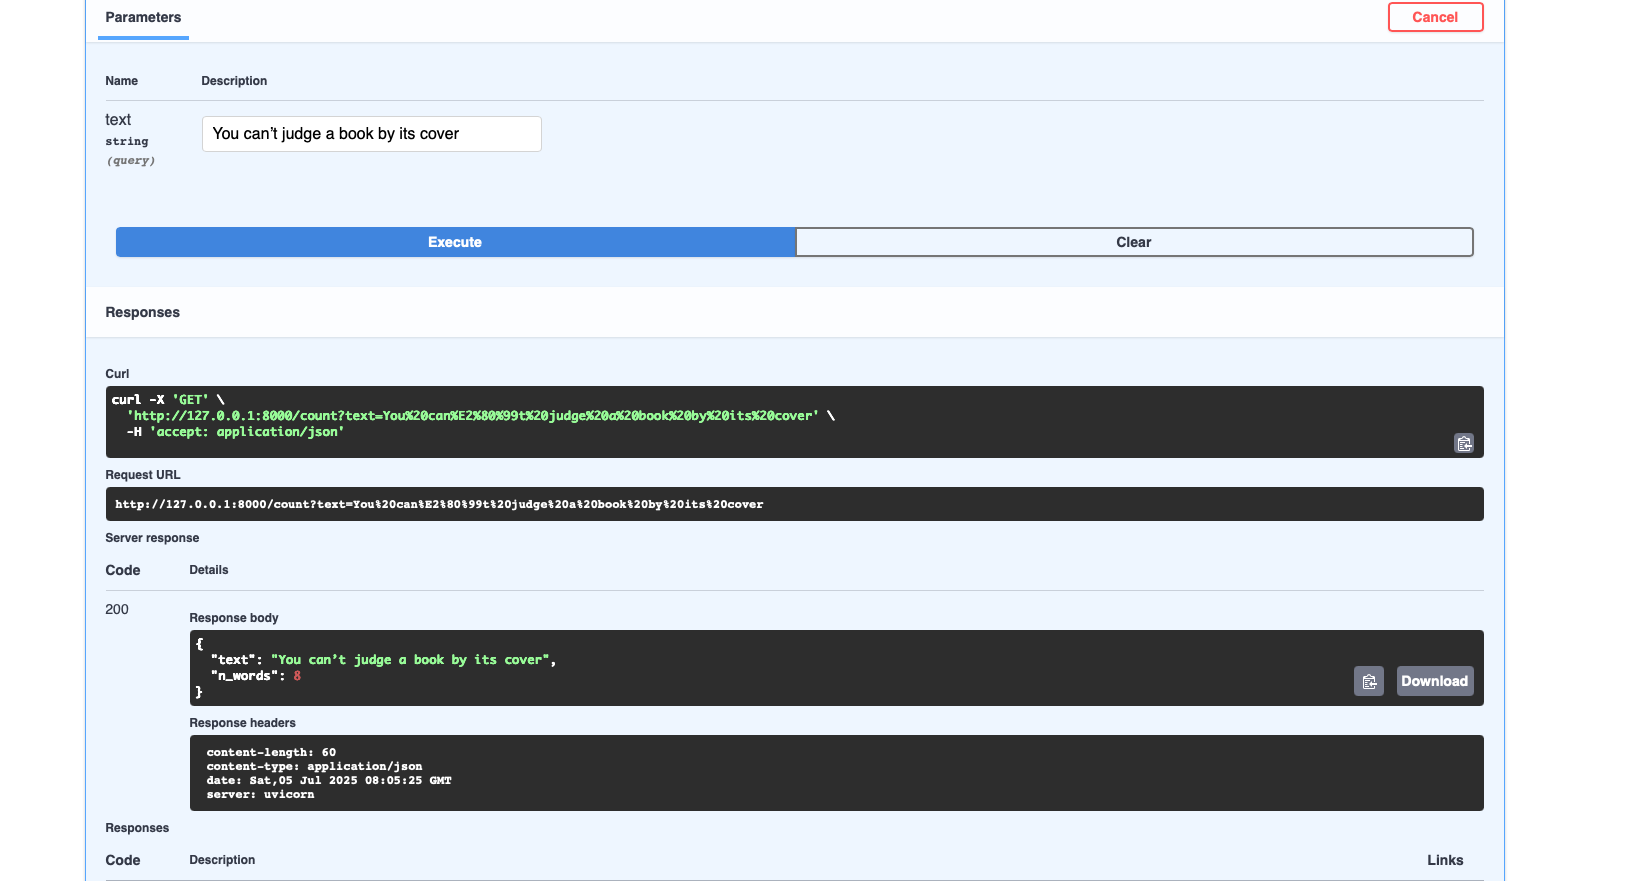 Parameters
Cancel
Name Description
text
string
(query)
You can’t judge a book by its cover
Execute Clear
Responses
Curl
curl -X 'GET' \
'http://127.0.0.1:8000/count?text=You%20can%E2%80%99t%20judge%20a%20book%20by%20its%20cover' \
-H 'accept: application/json'
Request URL
http://127.0.0.1:8000/count?text=You%20can%E2%80%99t%20judge%20a%20book%20by%20its%20cover
Server response
Code Details
200
Response body
{
"text": "You can’t judge a book by its cover",
"n_words": 8
}
Download
Response headers
content-length: 60
content-type: application/json
date: Sat,05 Jul 2025 08:05:25 GMT
server: uvicorn
Responses
Code Description Links